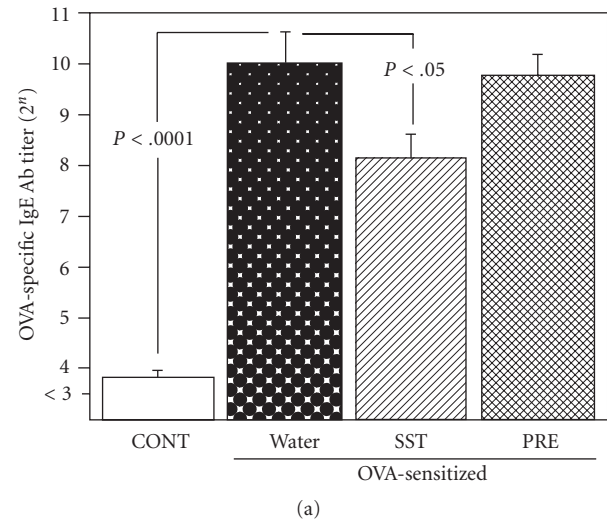 11
10
9
8
7
6
5
4
< 3
OVA-specific IgE Ab titer (2ⁿ)
P < .0001
P < .05
CONT
Water
SST
PRE
OVA-sensitized
(a)